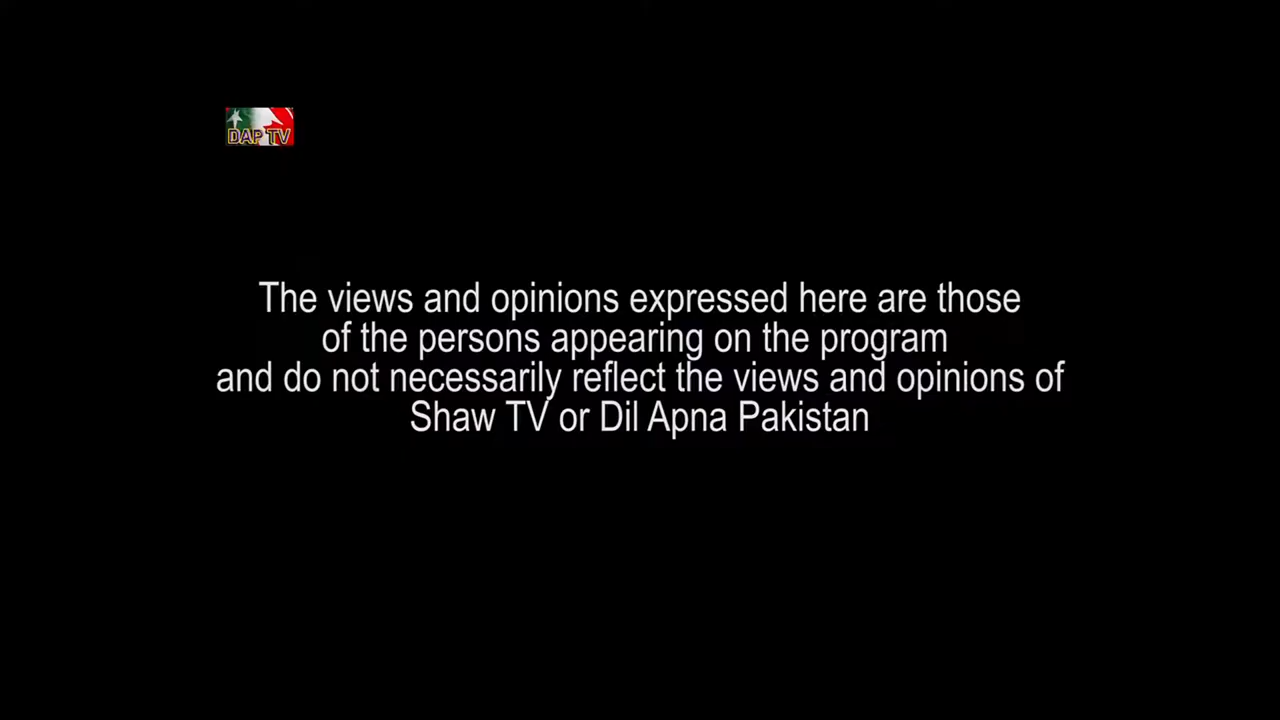 DAP TV
The views and opinions expressed here are those
of the persons appearing on the program
and do not necessarily reflect the views and opinions of
Shaw TV or Dil Apna Pakistan